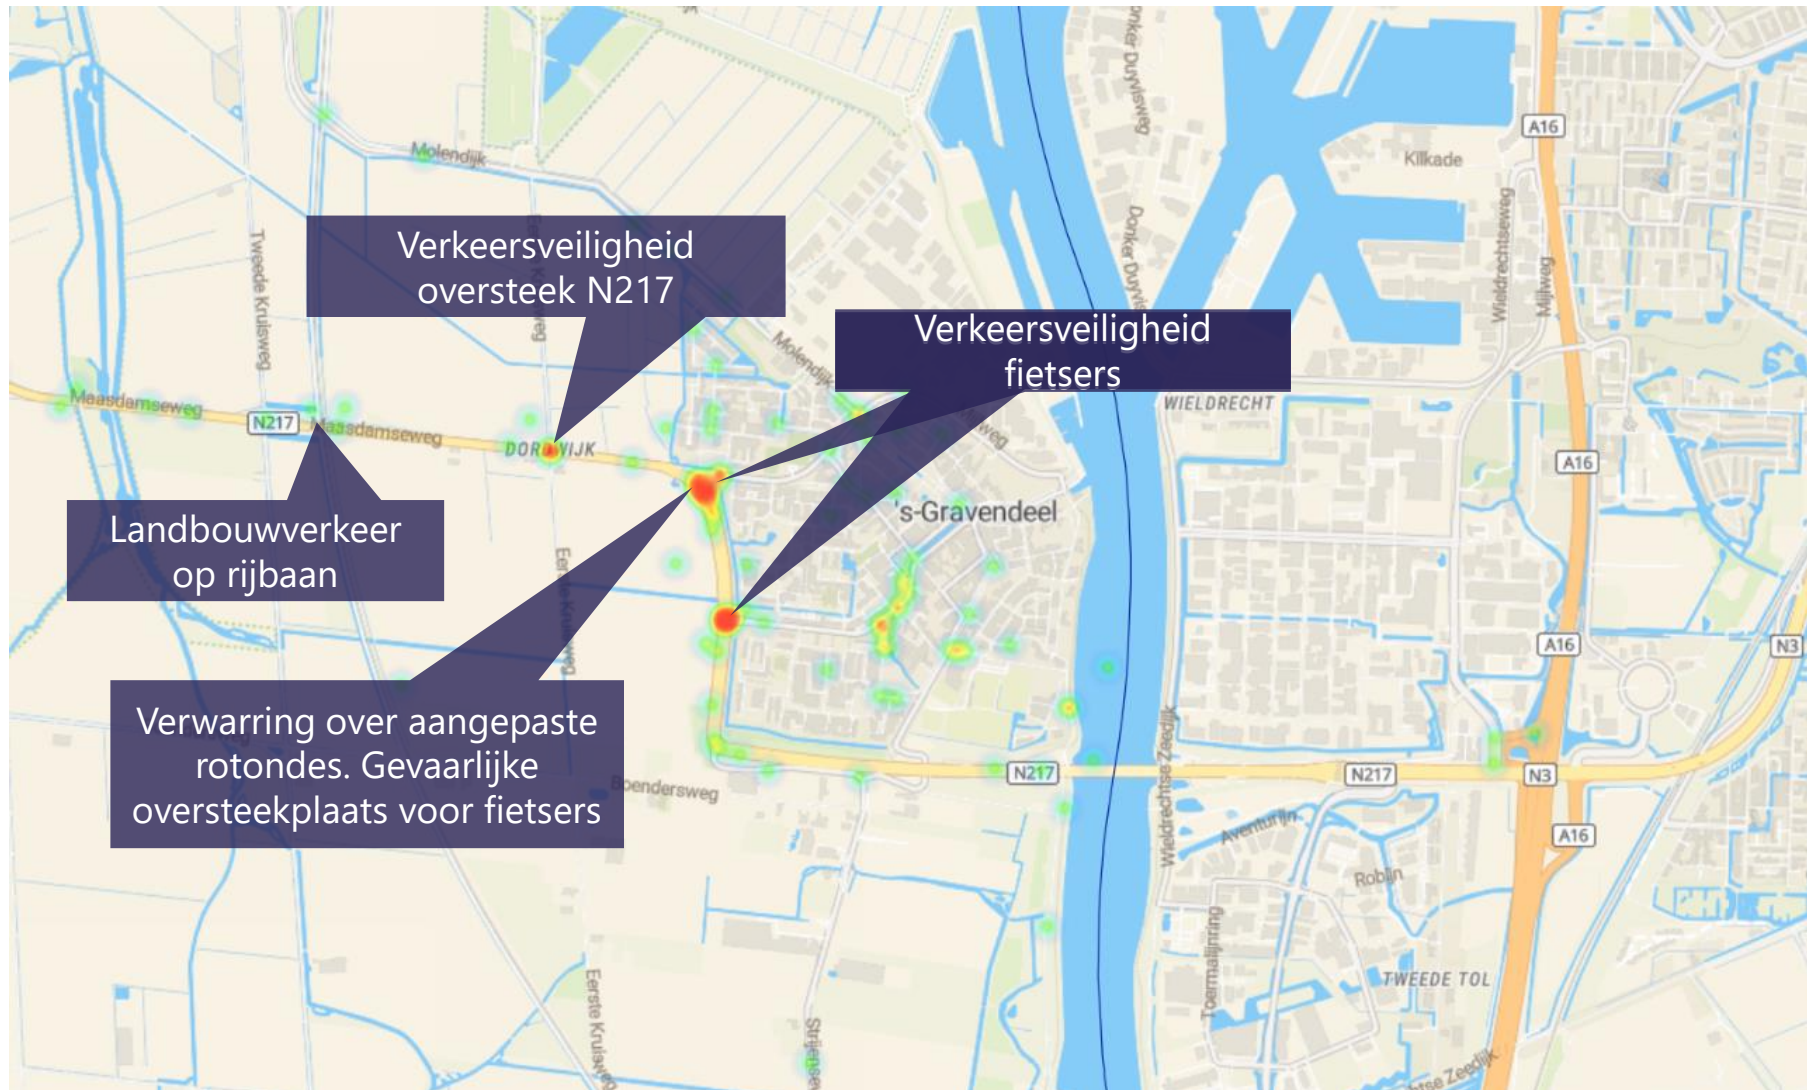 Donker Duyvisweg
A16
Kilkade
Molendijk
Wieldrechtseweg
Mijlweg
Tweede Kruisweg
Verkeersveiligheid
oversteek N217
Verkeersveiligheid
fietsers
Molendijk
WIELDRECHT
Maasdamseweg
N217
Maasdamseweg
A16
's-Gravendeel
Landbouwverkeer
op rijbaan
Eerste Kruisweg
A16
N3
Verwarring over aangepaste
rotondes. Gevaarlijke
oversteekplaats voor fietsers
Boendersweg
N217
Wieldrechtse Zeedijk
N217
N3
Aventurijn
A16
Robijn
Toermalijnring
TWEEDE TOL
Eerste Kruisweg